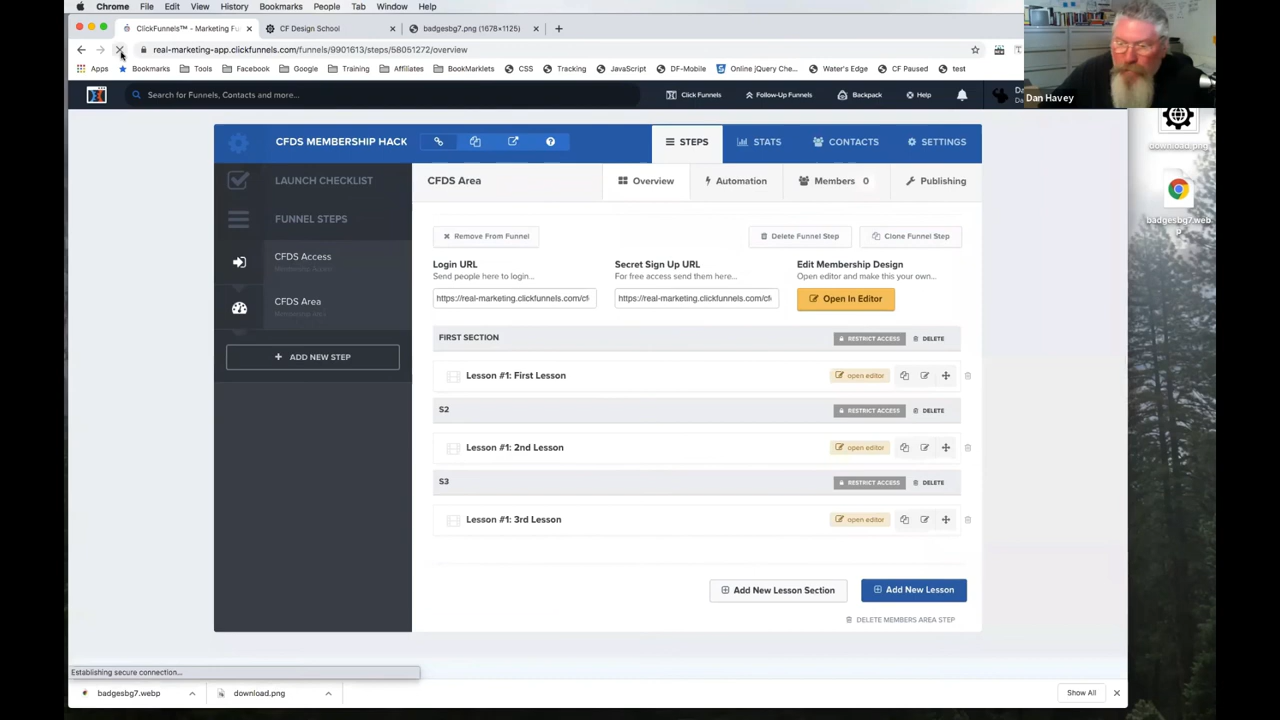 Chrome File Edit View History Bookmarks People Tab Window Help
ClickFunnels™ - Marketing Fu
CF Design School
badgesbg7.png (1678×1125)
real-marketing-app.clickfunnels.com/funnels/9901613/steps/58051272/overview
Apps Bookmarks Tools Facebook Google Training Affiliates BookMarklets CSS Tracking JavaScript DF-Mobile Online jQuery Che... Water's Edge CF Paused test
Search for Funnels, Contacts and more...
Click Funnels Follow-Up Funnels Backpack Help
Dan Havey
download.png
badgesbg7.web
p
CFDS MEMBERSHIP HACK
STEPS STATS CONTACTS SETTINGS
LAUNCH CHECKLIST
FUNNEL STEPS
CFDS Access
CFDS Area
ADD NEW STEP
CFDS Area
Overview Automation Members 0 Publishing
Remove From Funnel Delete Funnel Step Clone Funnel Step
Login URL
Send people here to login...
https://real-marketing.clickfunnels.com/cf
Secret Sign Up URL
For free access send them here...
https://real-marketing.clickfunnels.com/cf
Edit Membership Design
Open editor and make this your own...
Open In Editor
FIRST SECTION RESTRICT ACCESS DELETE
Lesson #1: First Lesson open editor
S2 RESTRICT ACCESS DELETE
Lesson #1: 2nd Lesson open editor
S3 RESTRICT ACCESS DELETE
Lesson #1: 3rd Lesson open editor
Add New Lesson Section Add New Lesson
DELETE MEMBERS AREA STEP
Establishing secure connection...
badgesbg7.webp download.png Show All